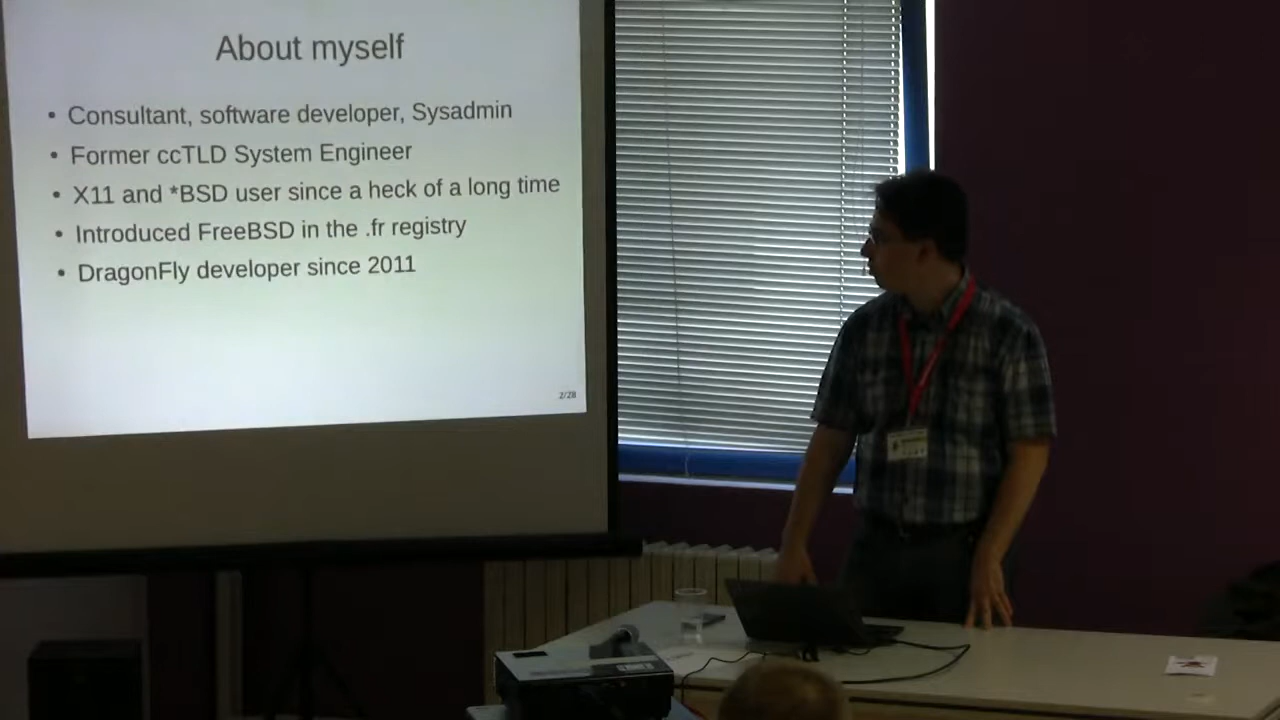 About myself
• Consultant, software developer, Sysadmin
• Former ccTLD System Engineer
• X11 and *BSD user since a heck of a long time
• Introduced FreeBSD in the .fr registry
• DragonFly developer since 2011
2/28